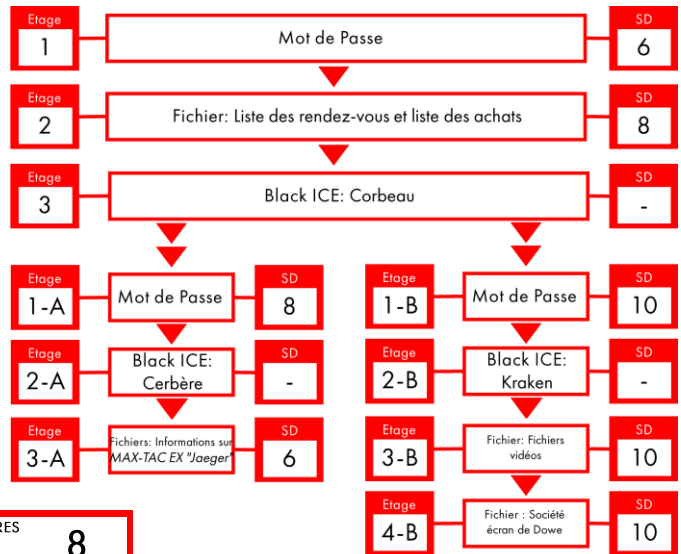 Etage SD
1 Mot de Passe 6
Etage SD
2 Fichier: Liste des rendez-vous et liste des achats 8
Etage SD
3 Black ICE: Corbeau -
Etage SD
1-A Mot de Passe 8
Etage SD
2-A Black ICE: -
Cerbère
Etage SD
3-A Fichiers: Informations sur 6
MAX-TAC EX "Jaeger"
Etage SD
1-B Mot de Passe 10
Etage SD
2-B Black ICE: -
Kraken
Etage SD
3-B Fichier: Fichiers 10
vidéos
Etage SD
4-B Fichier : Société 10
écran de Dowe
8